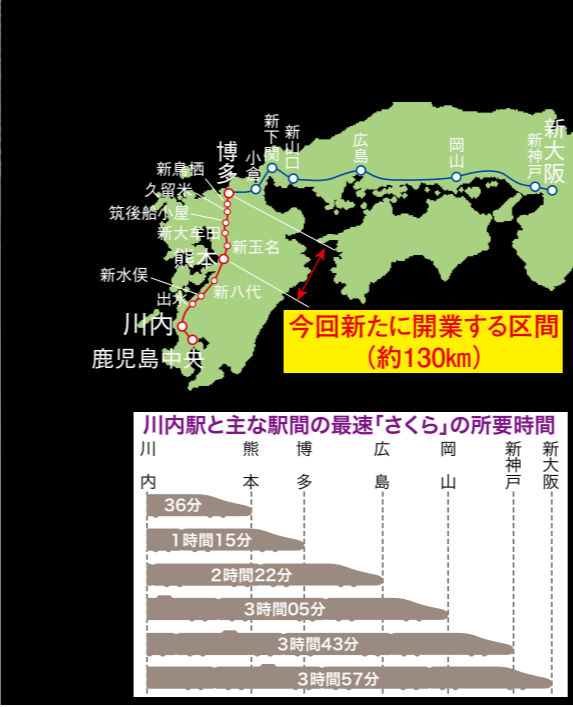 新大阪
新神戸
岡山
広島
新山口
新下関
小倉
博多
新鳥栖
久留米
筑後船小屋
新大牟田
新玉名
熊本
新八代
新水俣
出水
川内
鹿児島中央
今回新たに開業する区間
（約130㎞）
川内駅と主な駅間の最速「さくら」の所要時間
川内 熊本 博多 広島 岡山 新神戸 新大阪
36分
1時間15分
2時間22分
3時間05分
3時間43分
3時間57分